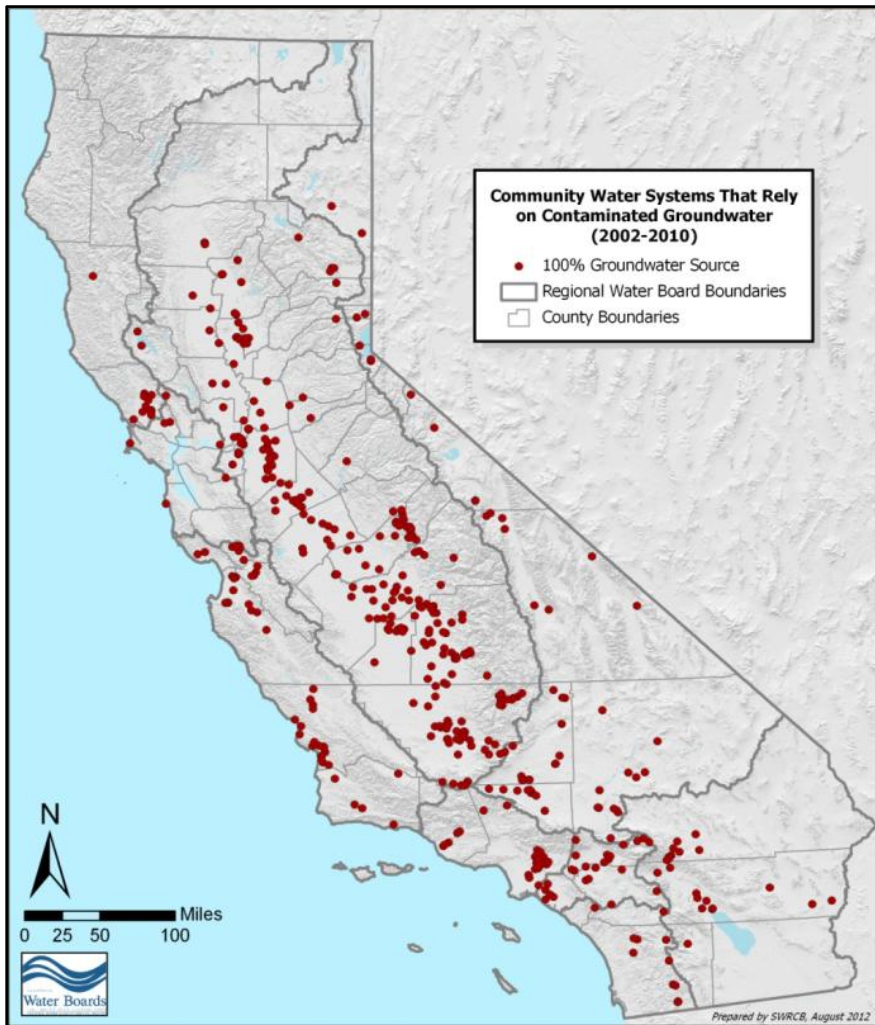 Community Water Systems That Rely
on Contaminated Groundwater
(2002-2010)
100% Groundwater Source
Regional Water Board Boundaries
County Boundaries
N
Miles
0 25 50 100
Water Boards
Prepared by SWRCB, August 2012